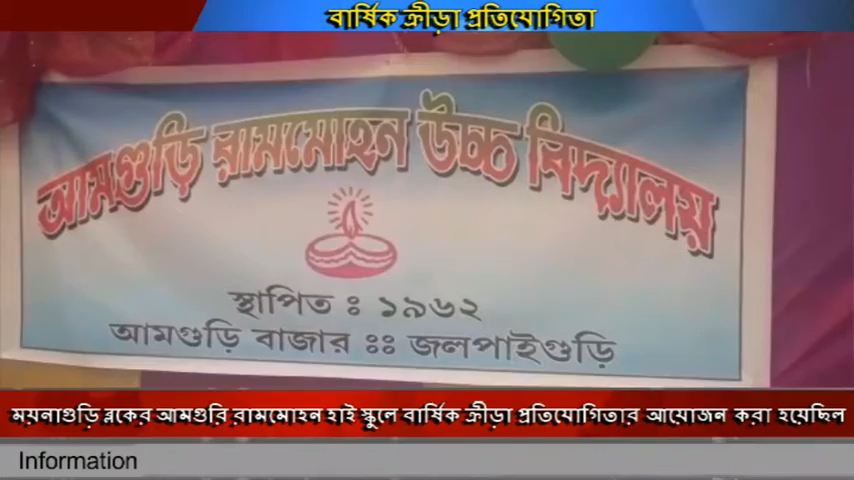 বার্ষিক ক্রীড়া প্রতিযোগিতা
আমগুড়ি রামমোহন উচ্চ বিদ্যালয়
স্থাপিত ঃ ১৯৬২
আমগুড়ি বাজার ঃঃ জলপাইগুড়ি
ময়নাগুড়ি ব্লকের আমগুরি রামমোহন হাই স্কুলে বার্ষিক ক্রীড়া প্রতিযোগিতার আয়োজন করা হয়েছিল
Information